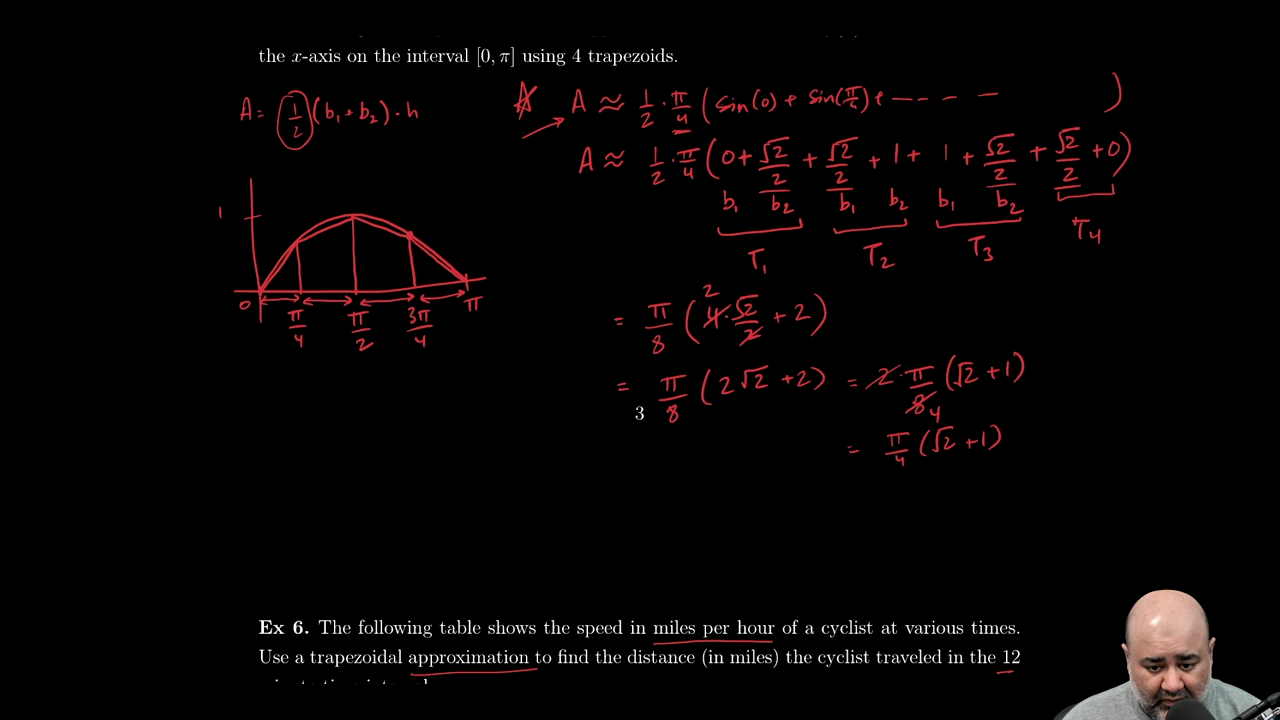 the x-axis on the interval [0, π] using 4 trapezoids.
A = (1/2)(b₁ + b₂) · h
A ≈ 1/2 · π/4 (sin(0) + sin(π/4) + — — — — )
A ≈ 1/2 · π/4 (0 + √2/2 + √2/2 + 1 + 1 + √2/2 + √2/2 + 0)
b₁ b₂ b₁ b₂ b₁ b₂
T₁ T₂ T₃ T₄
1
0 π/4 π/2 3π/4 π
= π/8 (4 · √2/2 + 2)
2
= π/8 (2√2 + 2) = 2 · π/8 (√2 + 1)
4
3
= π/4 (√2 + 1)
Ex 6. The following table shows the speed in miles per hour of a cyclist at various times.
Use a trapezoidal approximation to find the distance (in miles) the cyclist traveled in the 12